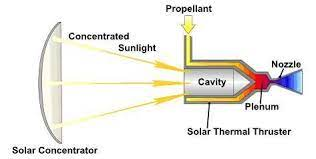 Propellant
Concentrated
Sunlight
Nozzle
Cavity
Plenum
Solar Thermal Thruster
Solar Concentrator